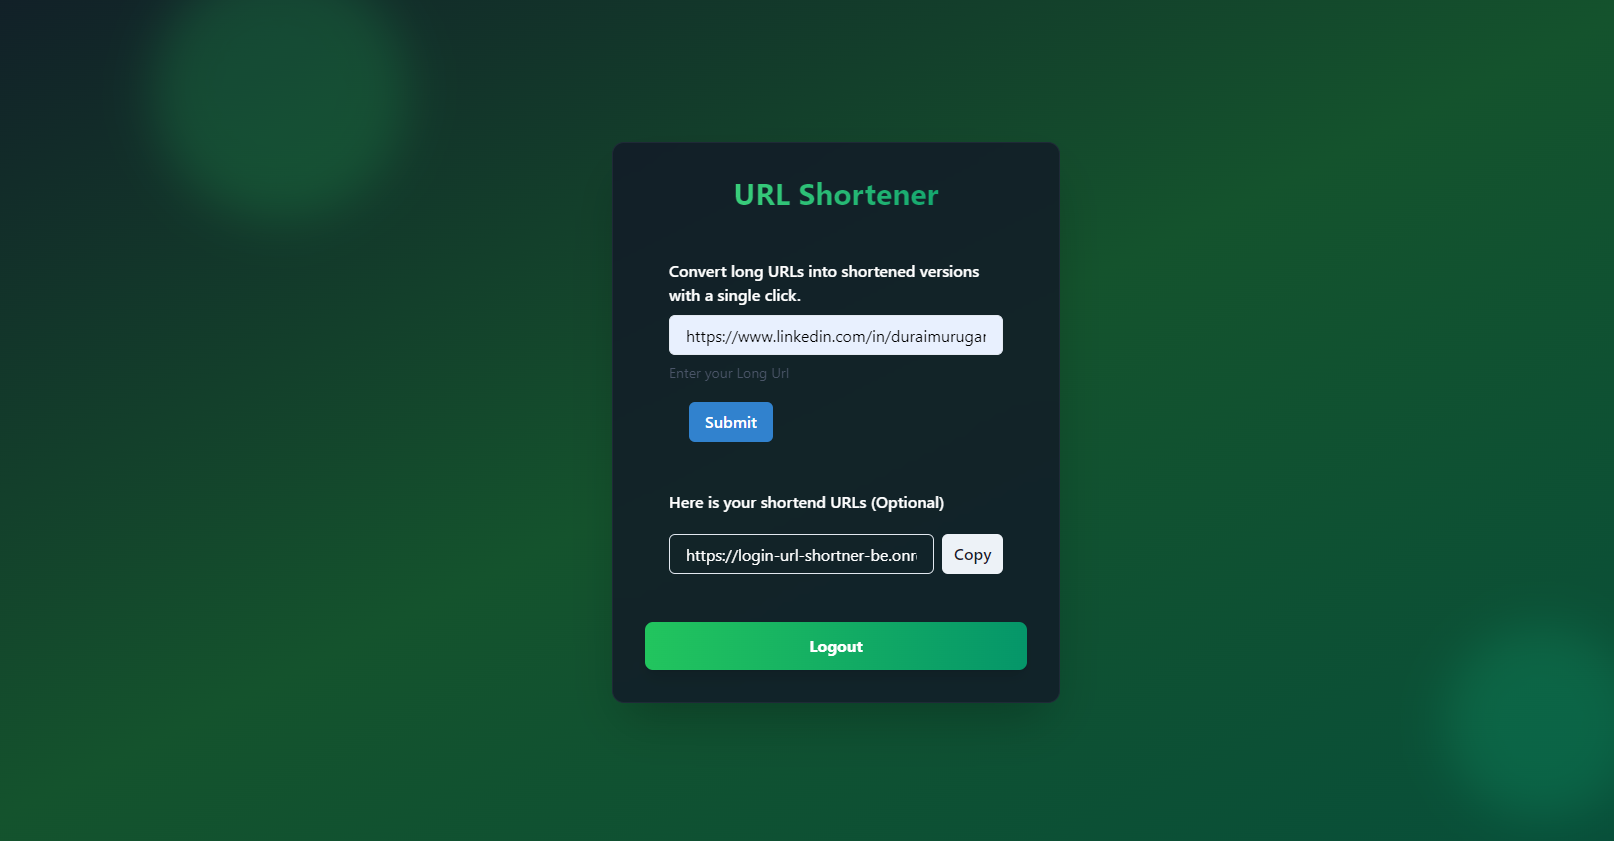 URL Shortener
Convert long URLs into shortened versions
with a single click.
https://www.linkedin.com/in/duraimurugar
Enter your Long Url
Submit
Here is your shortend URLs (Optional)
https://login-url-shortner-be.onr
Copy
Logout